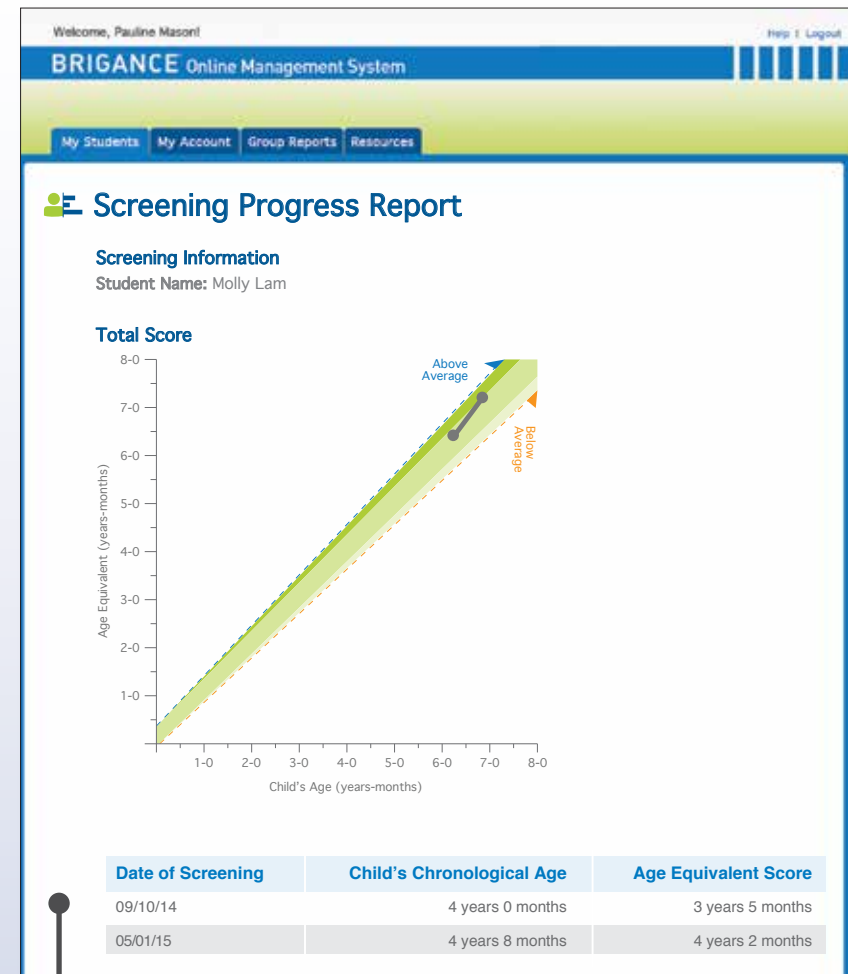 Welcome, Pauline Mason!
Help | Logout
BRIGANCE Online Management System
My Students My Account Group Reports Resources
Screening Progress Report
Screening Information
Student Name: Molly Lam
Total Score
8-0
7-0
6-0
5-0
4-0
3-0
2-0
1-0
Age Equivalent (years-months)
Above
Average
Below
Average
1-0 2-0 3-0 4-0 5-0 6-0 7-0 8-0
Child's Age (years-months)
Date of Screening Child's Chronological Age Age Equivalent Score
09/10/14 4 years 0 months 3 years 5 months
05/01/15 4 years 8 months 4 years 2 months